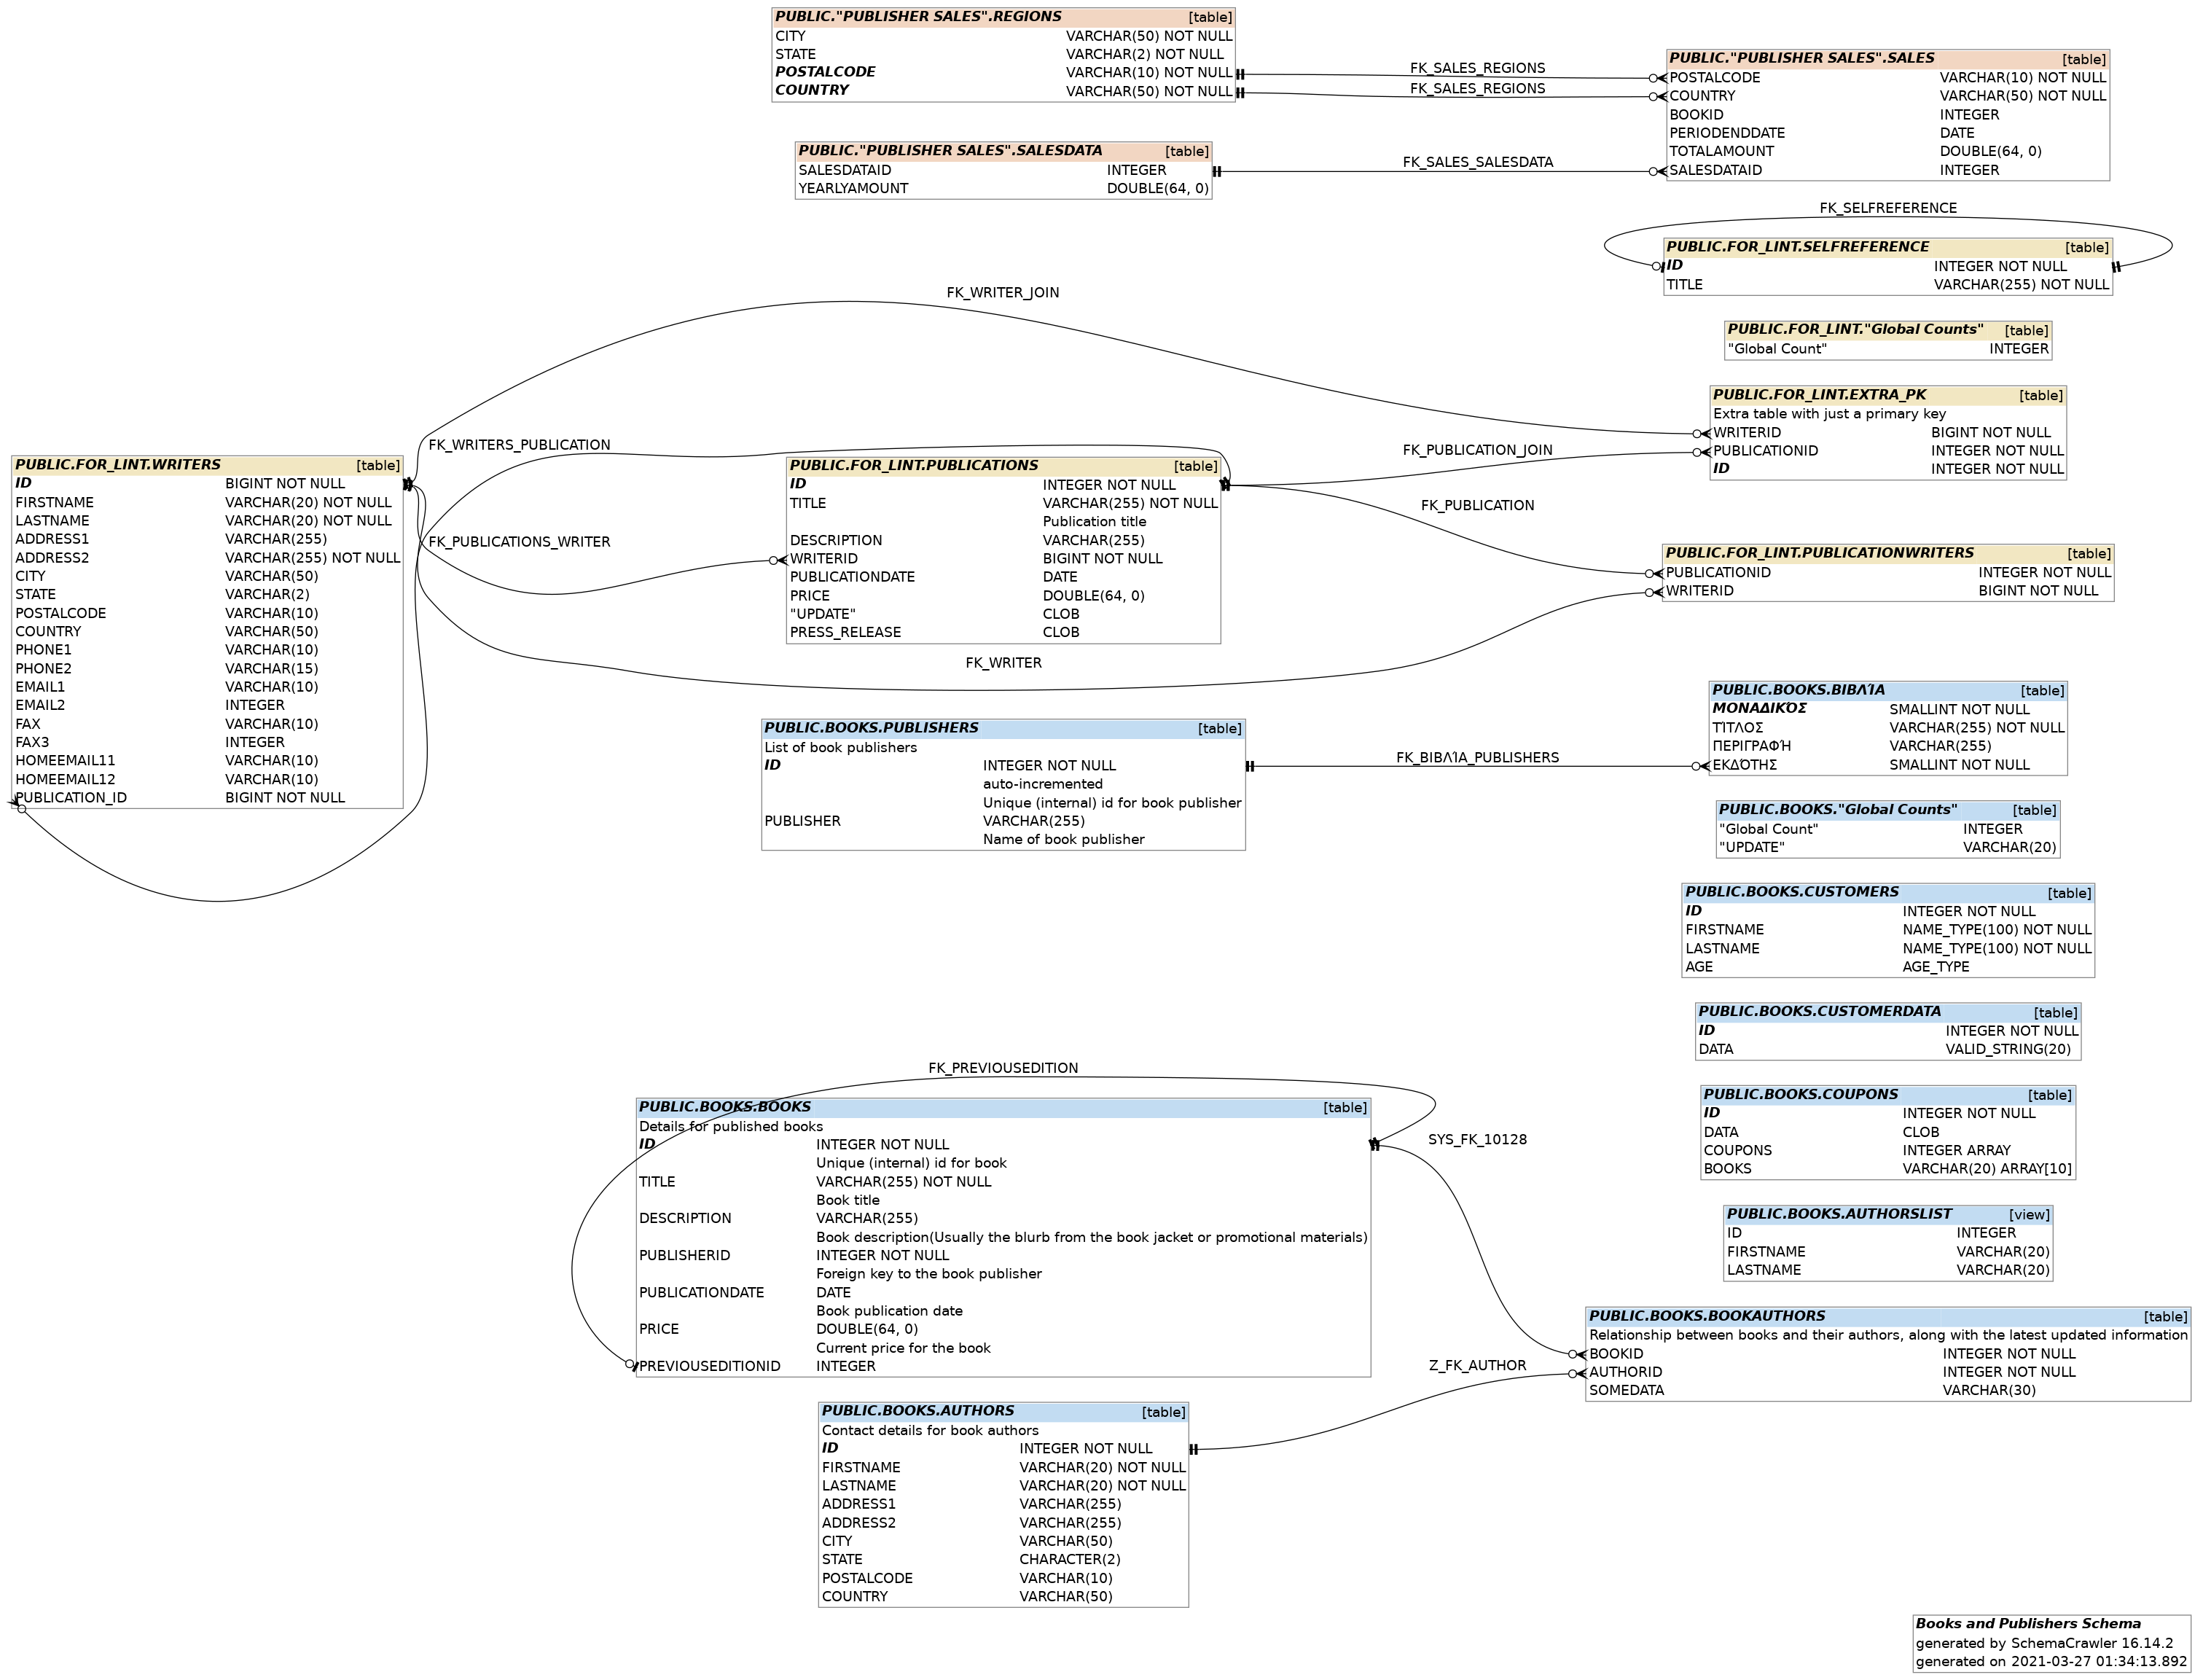 PUBLIC."PUBLISHER SALES".REGIONS [table]
CITY VARCHAR(50) NOT NULL
STATE VARCHAR(2) NOT NULL
POSTALCODE VARCHAR(10) NOT NULL
COUNTRY VARCHAR(50) NOT NULL
FK_SALES_REGIONS
FK_SALES_REGIONS
PUBLIC."PUBLISHER SALES".SALES [table]
POSTALCODE VARCHAR(10) NOT NULL
COUNTRY VARCHAR(50) NOT NULL
BOOKID INTEGER
PERIODENDDATE DATE
TOTALAMOUNT DOUBLE(64, 0)
SALESDATAID INTEGER
PUBLIC."PUBLISHER SALES".SALESDATA [table]
SALESDATAID INTEGER
YEARLYAMOUNT DOUBLE(64, 0)
FK_SALES_SALESDATA
FK_SELFREFERENCE
PUBLIC.FOR_LINT.SELFREFERENCE [table]
ID INTEGER NOT NULL
TITLE VARCHAR(255) NOT NULL
FK_WRITER_JOIN
PUBLIC.FOR_LINT."Global Counts" [table]
"Global Count" INTEGER
PUBLIC.FOR_LINT.EXTRA_PK [table]
Extra table with just a primary key
WRITERID BIGINT NOT NULL
PUBLICATIONID INTEGER NOT NULL
ID INTEGER NOT NULL
PUBLIC.FOR_LINT.WRITERS [table]
ID BIGINT NOT NULL
FIRSTNAME VARCHAR(20) NOT NULL
LASTNAME VARCHAR(20) NOT NULL
ADDRESS1 VARCHAR(255)
ADDRESS2 VARCHAR(255) NOT NULL
CITY VARCHAR(50)
STATE VARCHAR(2)
POSTALCODE VARCHAR(10)
COUNTRY VARCHAR(50)
PHONE1 VARCHAR(10)
PHONE2 VARCHAR(15)
EMAIL1 VARCHAR(10)
EMAIL2 INTEGER
FAX VARCHAR(10)
FAX3 INTEGER
HOMEEMAIL11 VARCHAR(10)
HOMEEMAIL12 VARCHAR(10)
PUBLICATION_ID BIGINT NOT NULL
FK_WRITERS_PUBLICATION
FK_PUBLICATIONS_WRITER
PUBLIC.FOR_LINT.PUBLICATIONS [table]
ID INTEGER NOT NULL
TITLE VARCHAR(255) NOT NULL
Publication title
DESCRIPTION VARCHAR(255)
WRITERID BIGINT NOT NULL
PUBLICATIONDATE DATE
PRICE DOUBLE(64, 0)
"UPDATE" CLOB
PRESS_RELEASE CLOB
FK_PUBLICATION_JOIN
FK_PUBLICATION
FK_WRITER
PUBLIC.FOR_LINT.PUBLICATIONWRITERS [table]
PUBLICATIONID INTEGER NOT NULL
WRITERID BIGINT NOT NULL
PUBLIC.BOOKS.PUBLISHERS [table]
List of book publishers
ID INTEGER NOT NULL
auto-incremented
Unique (internal) id for book publisher
PUBLISHER VARCHAR(255)
Name of book publisher
FK_ΒΙΒΛΊΑ_PUBLISHERS
PUBLIC.BOOKS.ΒΙΒΛΊΑ [table]
ΜΟΝΑΔΙΚΌΣ SMALLINT NOT NULL
ΤΊΤΛΟΣ VARCHAR(255) NOT NULL
ΠΕΡΙΓΡΑΦΉ VARCHAR(255)
ΕΚΔΌΤΗΣ SMALLINT NOT NULL
PUBLIC.BOOKS."Global Counts" [table]
"Global Count" INTEGER
"UPDATE" VARCHAR(20)
PUBLIC.BOOKS.CUSTOMERS [table]
ID INTEGER NOT NULL
FIRSTNAME NAME_TYPE(100) NOT NULL
LASTNAME NAME_TYPE(100) NOT NULL
AGE AGE_TYPE
PUBLIC.BOOKS.CUSTOMERDATA [table]
ID INTEGER NOT NULL
DATA VALID_STRING(20)
PUBLIC.BOOKS.COUPONS [table]
ID INTEGER NOT NULL
DATA CLOB
COUPONS INTEGER ARRAY
BOOKS VARCHAR(20) ARRAY[10]
PUBLIC.BOOKS.AUTHORSLIST [view]
ID INTEGER
FIRSTNAME VARCHAR(20)
LASTNAME VARCHAR(20)
FK_PREVIOUSEDITION
PUBLIC.BOOKS.BOOKS [table]
Details for published books
ID INTEGER NOT NULL
Unique (internal) id for book
TITLE VARCHAR(255) NOT NULL
Book title
DESCRIPTION VARCHAR(255)
Book description(Usually the blurb from the book jacket or promotional materials)
PUBLISHERID INTEGER NOT NULL
Foreign key to the book publisher
PUBLICATIONDATE DATE
Book publication date
PRICE DOUBLE(64, 0)
Current price for the book
PREVIOUSEDITIONID INTEGER
SYS_FK_10128
Z_FK_AUTHOR
PUBLIC.BOOKS.BOOKAUTHORS [table]
Relationship between books and their authors, along with the latest updated information
BOOKID INTEGER NOT NULL
AUTHORID INTEGER NOT NULL
SOMEDATA VARCHAR(30)
PUBLIC.BOOKS.AUTHORS [table]
Contact details for book authors
ID INTEGER NOT NULL
FIRSTNAME VARCHAR(20) NOT NULL
LASTNAME VARCHAR(20) NOT NULL
ADDRESS1 VARCHAR(255)
ADDRESS2 VARCHAR(255)
CITY VARCHAR(50)
STATE CHARACTER(2)
POSTALCODE VARCHAR(10)
COUNTRY VARCHAR(50)
Books and Publishers Schema
generated by SchemaCrawler 16.14.2
generated on 2021-03-27 01:34:13.892